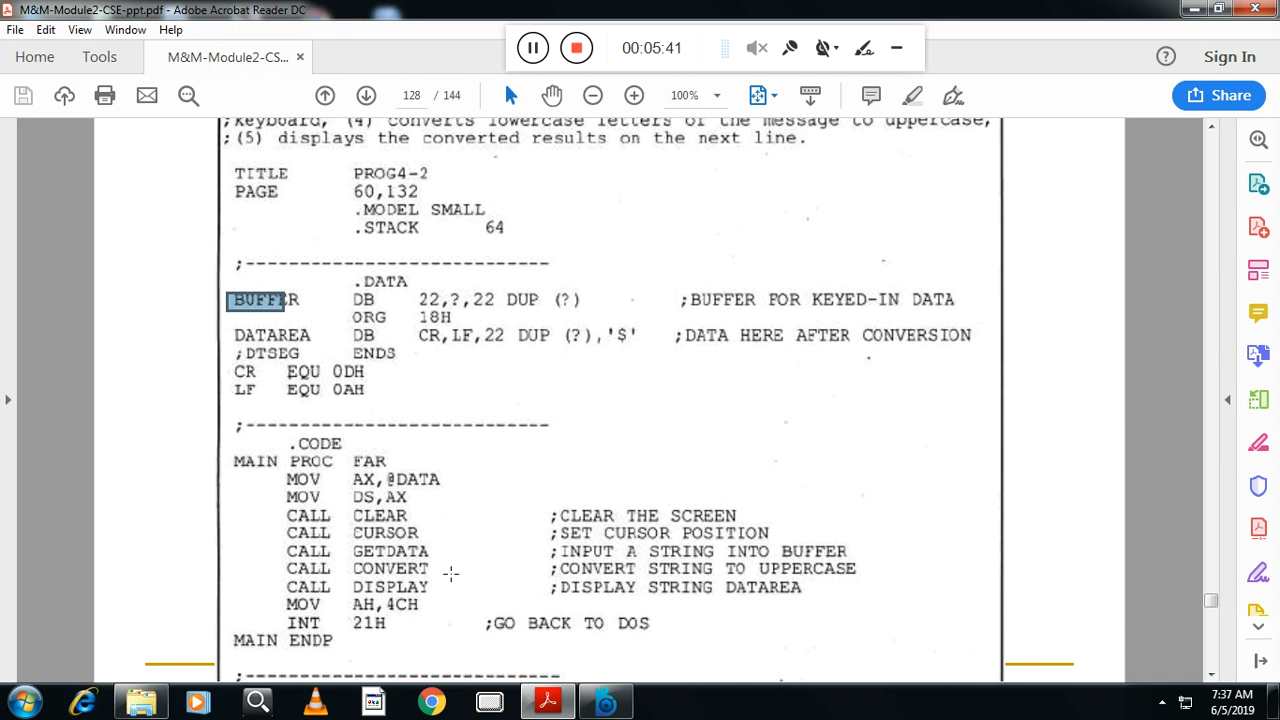 M&M-Module2-CSE-ppt.pdf - Adobe Acrobat Reader DC
File Edit View Window Help
00:05:41
Home Tools M&M-Module2-CS... × Sign In
128 / 144 100% Share
;keyboard, (4) converts lowercase letters of the message to uppercase,
;(5) displays the converted results on the next line.
TITLE PROG4-2
PAGE 60,132
.MODEL SMALL
.STACK 64
;----------------------------
.DATA
BUFFER DB 22,?,22 DUP (?) ;BUFFER FOR KEYED-IN DATA
ORG 18H
DATAREA DB CR,LF,22 DUP (?),'$' ;DATA HERE AFTER CONVERSION
;DTSEG ENDS
CR EQU 0DH
LF EQU 0AH
;----------------------------
.CODE
MAIN PROC FAR
MOV AX,@DATA
MOV DS,AX
CALL CLEAR ;CLEAR THE SCREEN
CALL CURSOR ;SET CURSOR POSITION
CALL GETDATA ;INPUT A STRING INTO BUFFER
CALL CONVERT ;CONVERT STRING TO UPPERCASE
CALL DISPLAY ;DISPLAY STRING DATAREA
MOV AH,4CH
INT 21H ;GO BACK TO DOS
MAIN ENDP
;-----------------------------
7:37 AM
6/5/2019